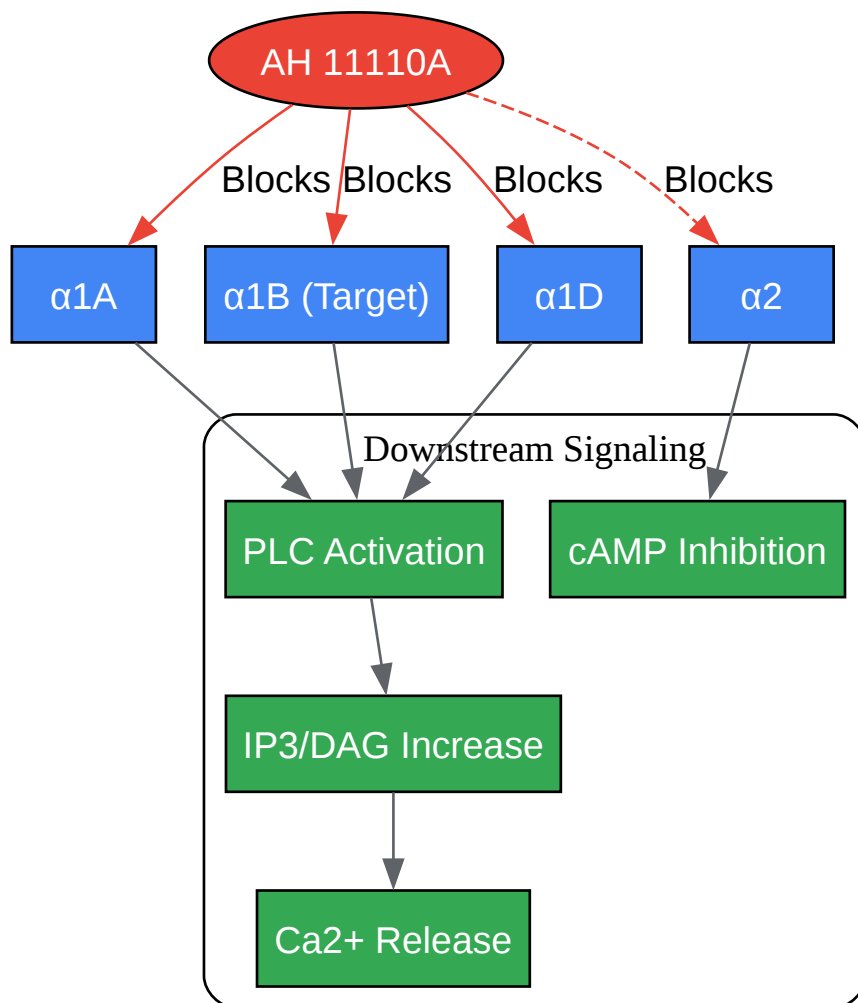 AH 11110A
Blocks
Blocks
Blocks
Blocks
α1A
α1B (Target)
α1D
α2
Downstream Signaling
PLC Activation
cAMP Inhibition
IP3/DAG Increase
Ca2+ Release